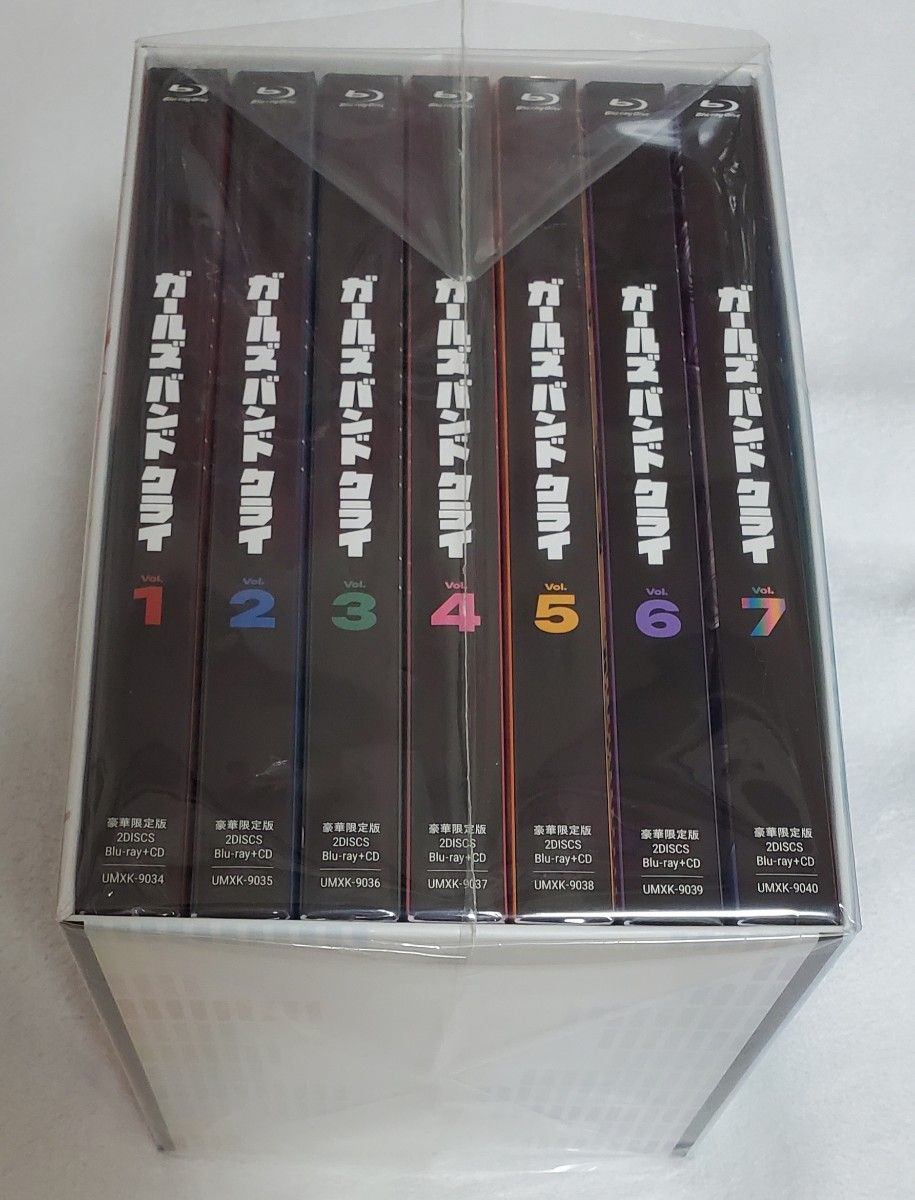 Blu-ray Disc
ガールズバンドクライ
Vol.
1
豪華限定版
2DISCS
Blu-ray+CD
UMXK-9034
Blu-ray Disc
ガールズバンドクライ
Vol.
2
豪華限定版
2DISCS
Blu-ray+CD
UMXK-9035
Blu-ray Disc
ガールズバンドクライ
Vol.
3
豪華限定版
2DISCS
Blu-ray+CD
UMXK-9036
Blu-ray Disc
ガールズバンドクライ
Vol.
4
豪華限定版
2DISCS
Blu-ray+CD
UMXK-9037
Blu-ray Disc
ガールズバンドクライ
Vol.
5
豪華限定版
2DISCS
Blu-ray+CD
UMXK-9038
Blu-ray Disc
ガールズバンドクライ
Vol.
6
豪華限定版
2DISCS
Blu-ray+CD
UMXK-9039
Blu-ray Disc
ガールズバンドクライ
Vol.
7
豪華限定版
2DISCS
Blu-ray+CD
UMXK-9040